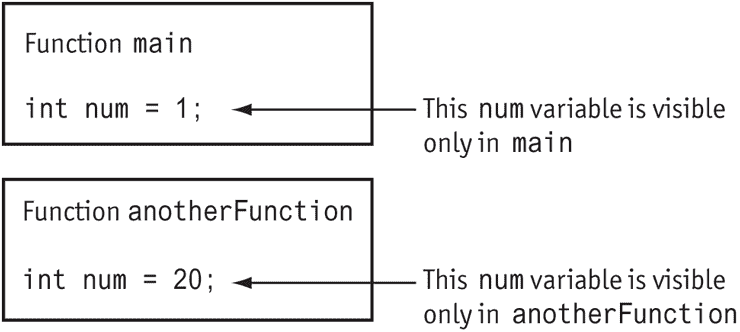 Function main
int num = 1;
This num variable is visible
only in main
Function anotherFunction
int num = 20;
This num variable is visible
only in anotherFunction